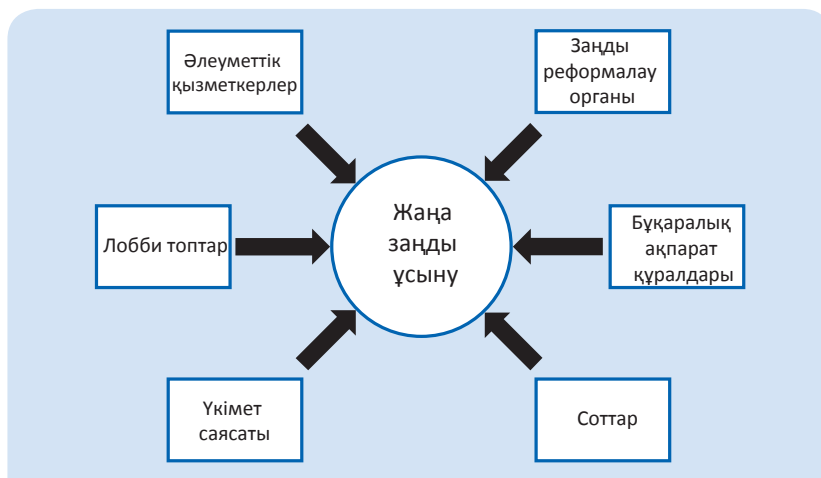 Әлеуметтік
қызметкерлер
Заңды
реформалау
органы
Лобби топтар
Жаңа
заңды
ұсыну
Бұқаралық
ақпарат
құралдары
Үкімет
саясаты
Соттар